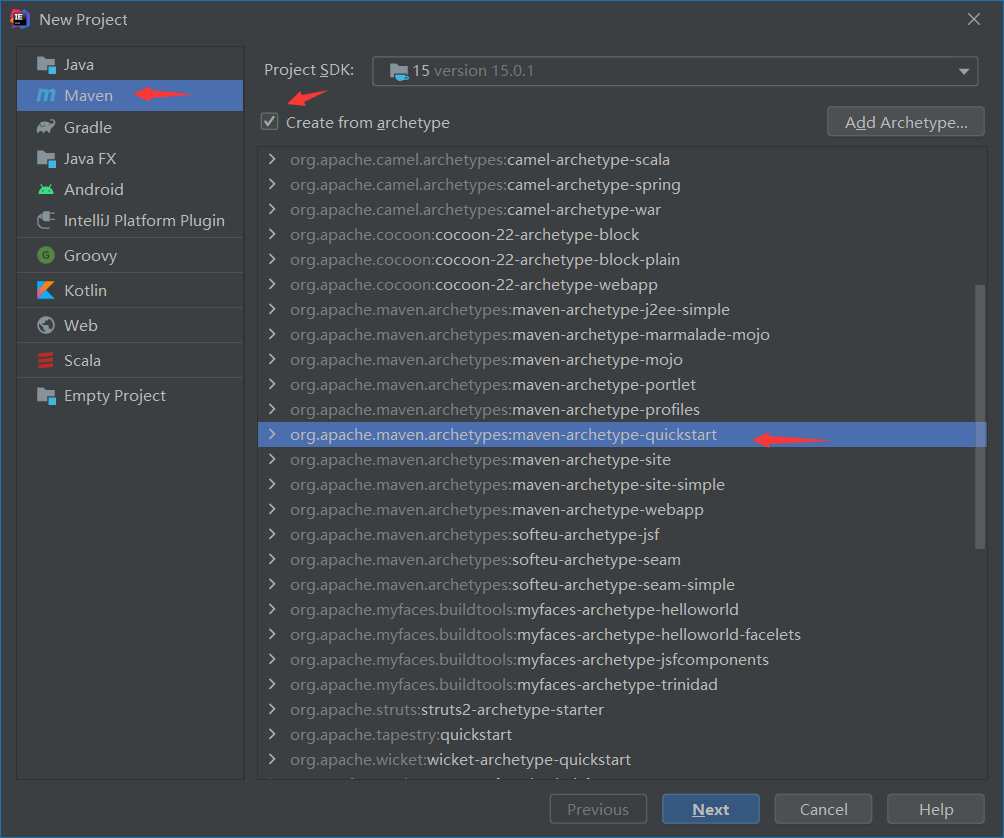 New Project
Java
Maven
Gradle
Java FX
Android
IntelliJ Platform Plugin
Groovy
Kotlin
Web
Scala
Empty Project
Project SDK: 15 version 15.0.1
Create from archetype
Add Archetype...
org.apache.camel.archetypes:camel-archetype-scala
org.apache.camel.archetypes:camel-archetype-spring
org.apache.camel.archetypes:camel-archetype-war
org.apache.cocoon:cocoon-22-archetype-block
org.apache.cocoon:cocoon-22-archetype-block-plain
org.apache.cocoon:cocoon-22-archetype-webapp
org.apache.maven.archetypes:maven-archetype-j2ee-simple
org.apache.maven.archetypes:maven-archetype-marmalade-mojo
org.apache.maven.archetypes:maven-archetype-mojo
org.apache.maven.archetypes:maven-archetype-portlet
org.apache.maven.archetypes:maven-archetype-profiles
org.apache.maven.archetypes:maven-archetype-quickstart
org.apache.maven.archetypes:maven-archetype-site
org.apache.maven.archetypes:maven-archetype-site-simple
org.apache.maven.archetypes:maven-archetype-webapp
org.apache.maven.archetypes:softeu-archetype-jsf
org.apache.maven.archetypes:softeu-archetype-seam
org.apache.maven.archetypes:softeu-archetype-seam-simple
org.apache.myfaces.buildtools:myfaces-archetype-helloworld
org.apache.myfaces.buildtools:myfaces-archetype-helloworld-facelets
org.apache.myfaces.buildtools:myfaces-archetype-jsfcomponents
org.apache.myfaces.buildtools:myfaces-archetype-trinidad
org.apache.struts:struts2-archetype-starter
org.apache.tapestry:quickstart
org.apache.wicket:wicket-archetype-quickstart
Previous
Next
Cancel
Help